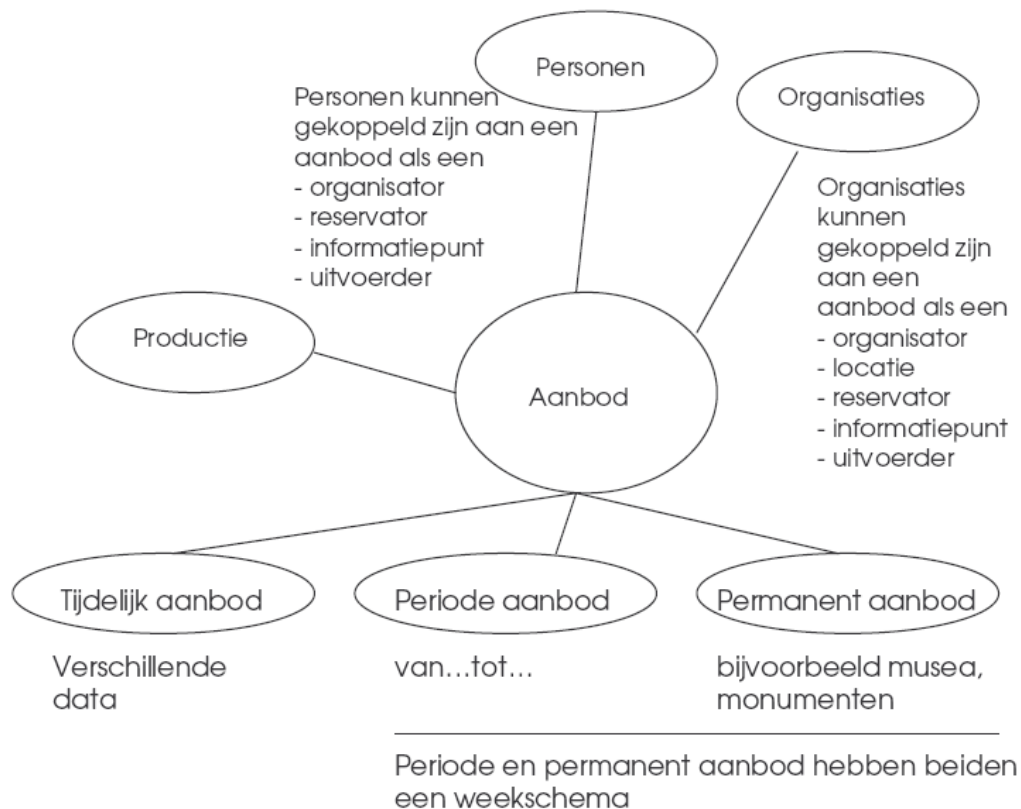 Personen
Personen kunnen
gekoppeld zijn aan een
aanbod als een
- organisator
- reservator
- informatiepunt
- uitvoerder
Organisaties
Organisaties
kunnen
gekoppeld zijn
aan een
aanbod als een
- organisator
- locatie
- reservator
- informatiepunt
- uitvoerder
Productie
Aanbod
Tijdelijk aanbod
Verschillende
data
Periode aanbod
van...tot...
Permanent aanbod
bijvoorbeeld musea,
monumenten
Periode en permanent aanbod hebben beiden
een weekschema